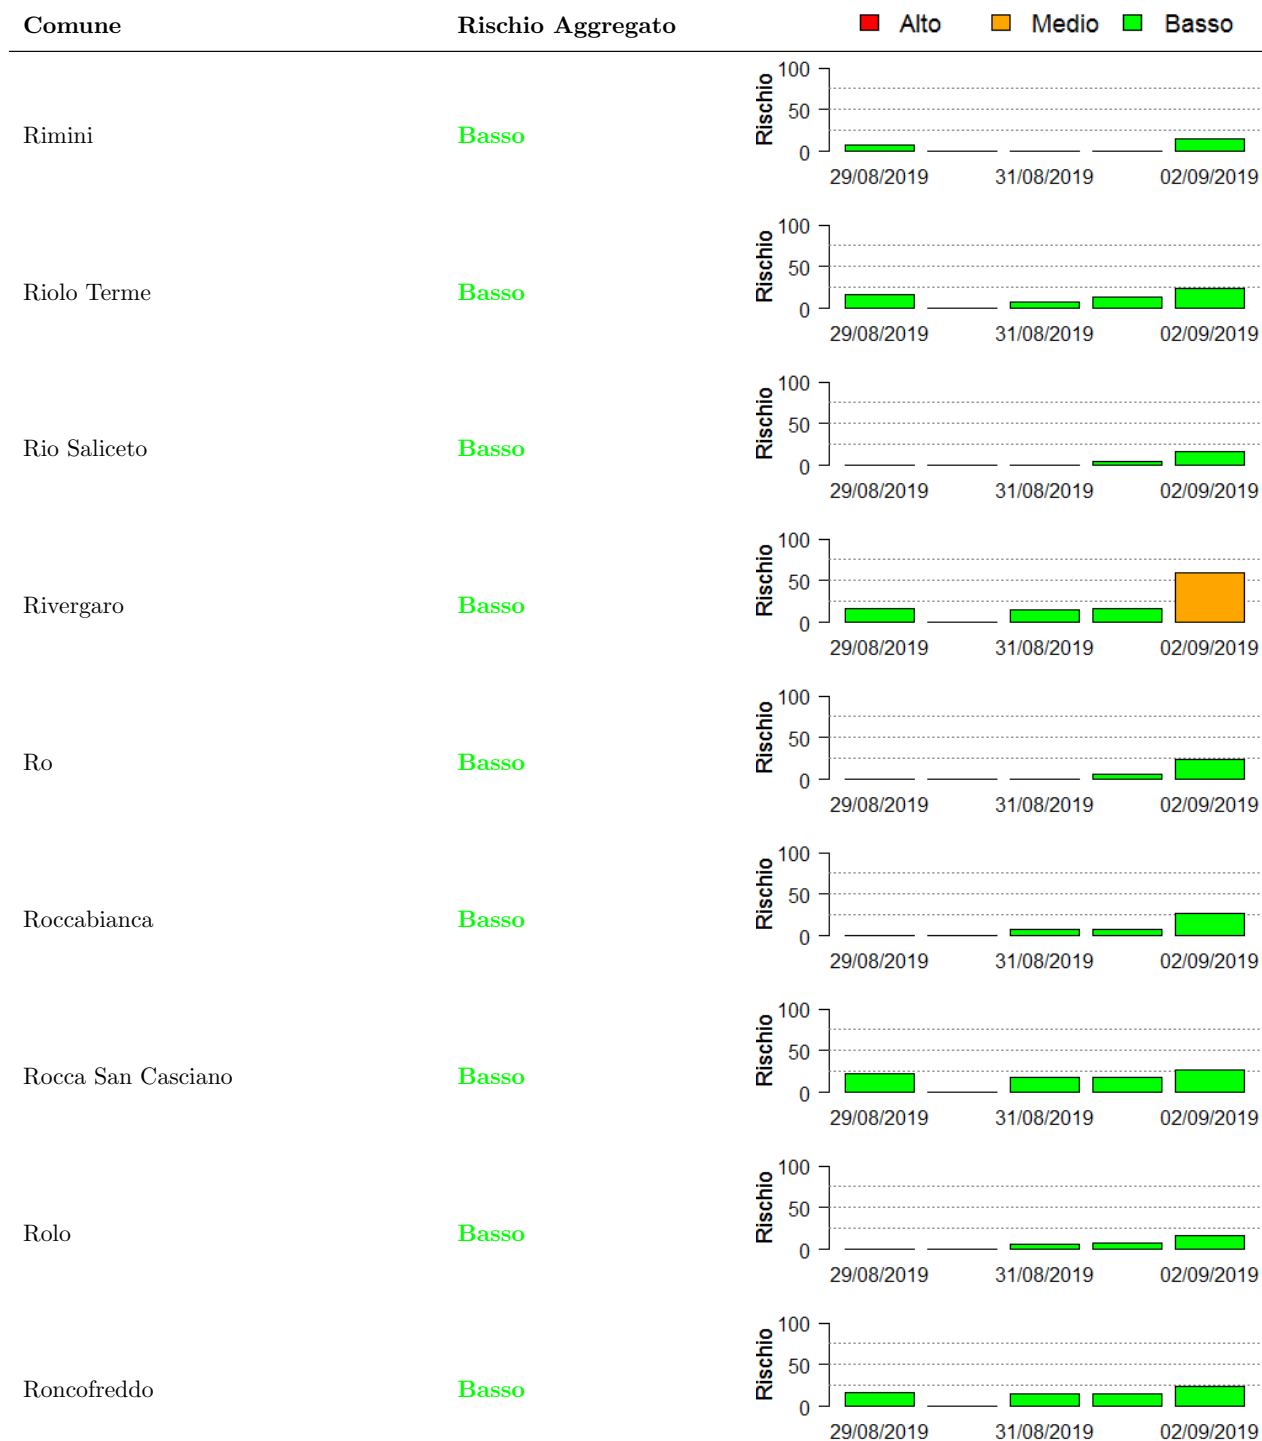 Comune Rischio Aggregato Alto Medio Basso
Rimini Basso
Rischio
100
50
0
29/08/2019 31/08/2019 02/09/2019
Riolo Terme Basso
Rischio
100
50
0
29/08/2019 31/08/2019 02/09/2019
Rio Saliceto Basso
Rischio
100
50
0
29/08/2019 31/08/2019 02/09/2019
Rivergaro Basso
Rischio
100
50
0
29/08/2019 31/08/2019 02/09/2019
Ro Basso
Rischio
100
50
0
29/08/2019 31/08/2019 02/09/2019
Roccabianca Basso
Rischio
100
50
0
29/08/2019 31/08/2019 02/09/2019
Rocca San Casciano Basso
Rischio
100
50
0
29/08/2019 31/08/2019 02/09/2019
Rolo Basso
Rischio
100
50
0
29/08/2019 31/08/2019 02/09/2019
Roncofreddo Basso
Rischio
100
50
0
29/08/2019 31/08/2019 02/09/2019